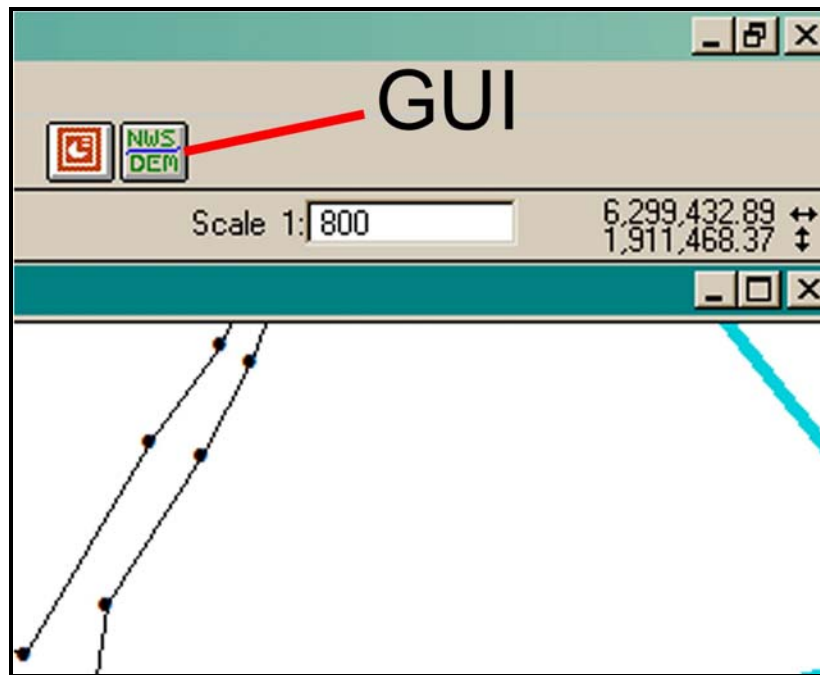 GUI
NWS
DEM
Scale 1: 800
6,299,432.89 ↔
1,911,468.37 ↕